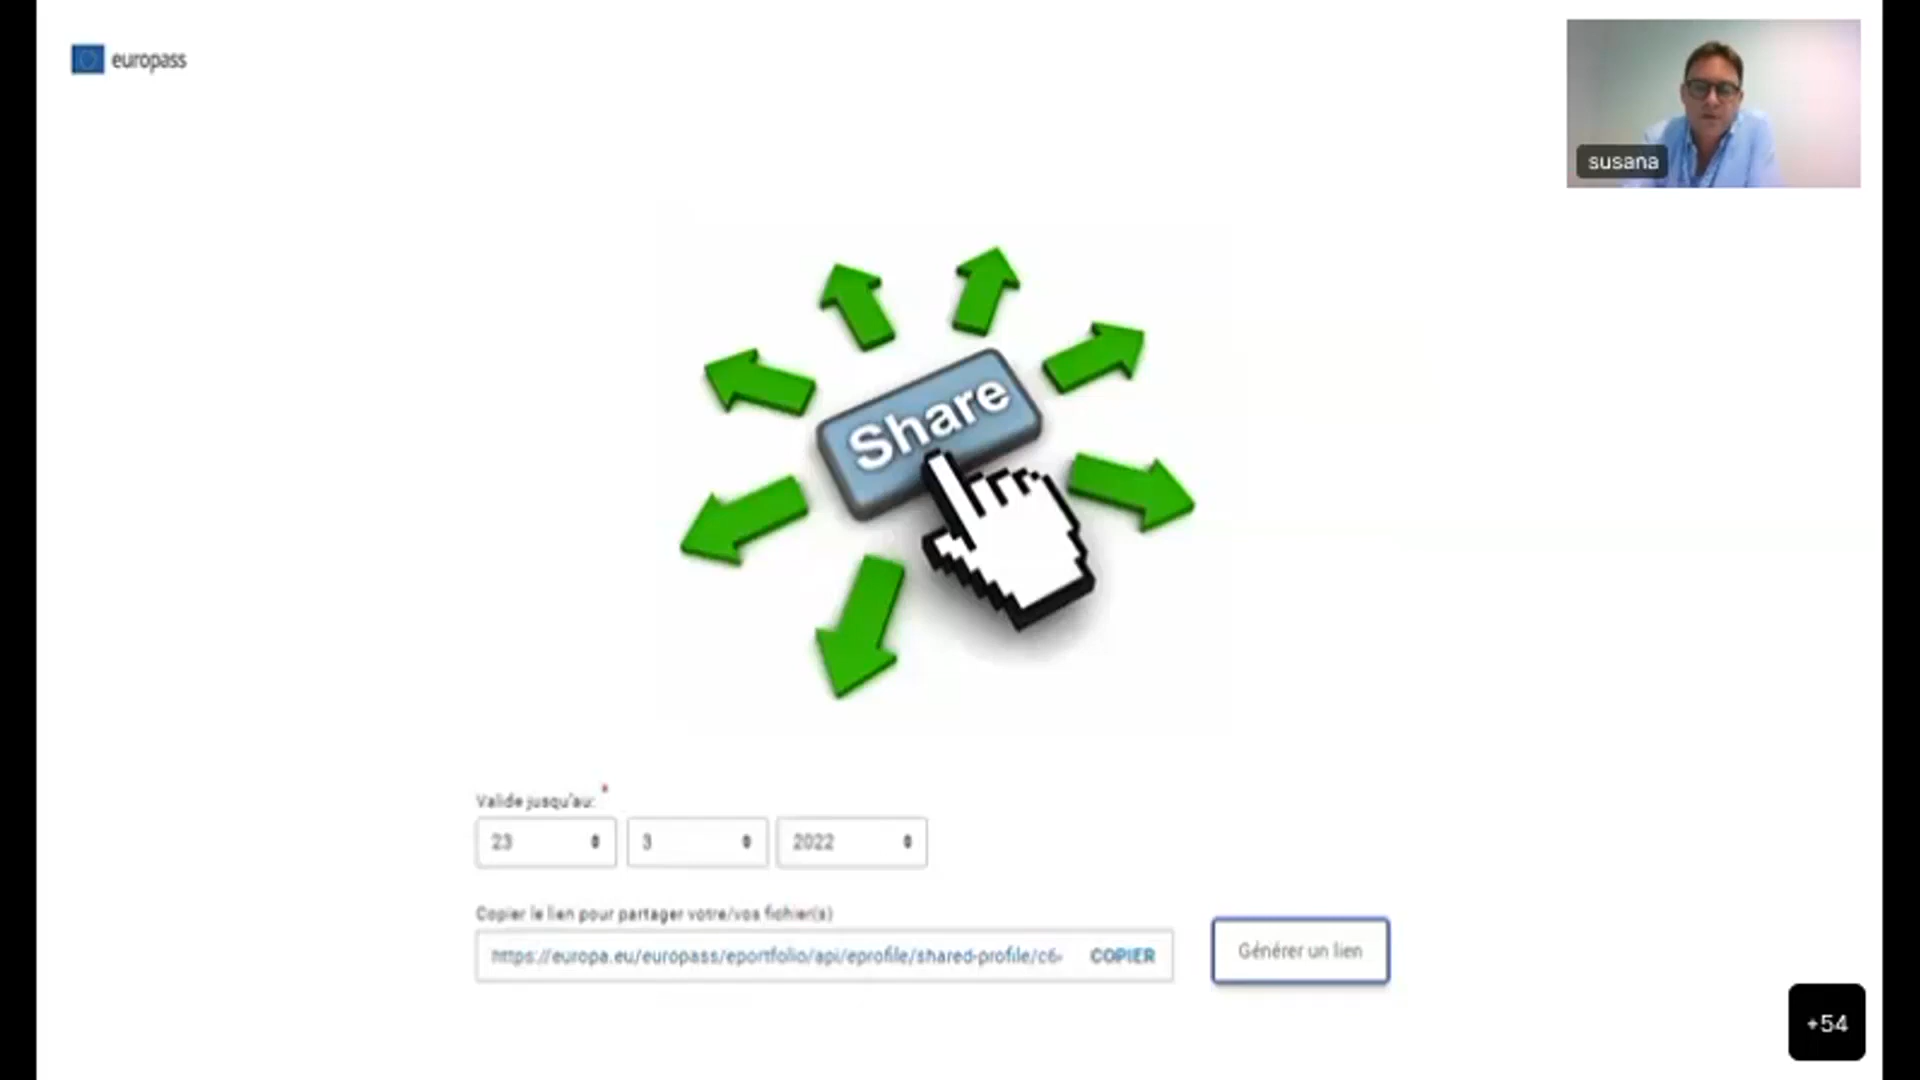 europass
susana
Share
Valide jusqu'au: *
23 3 2022
Copier le lien pour partager votre/vos fichier(s)
https://europa.eu/europass/eportfolio/api/eprofile/shared-profile/c6- COPIER
Générer un lien
+54